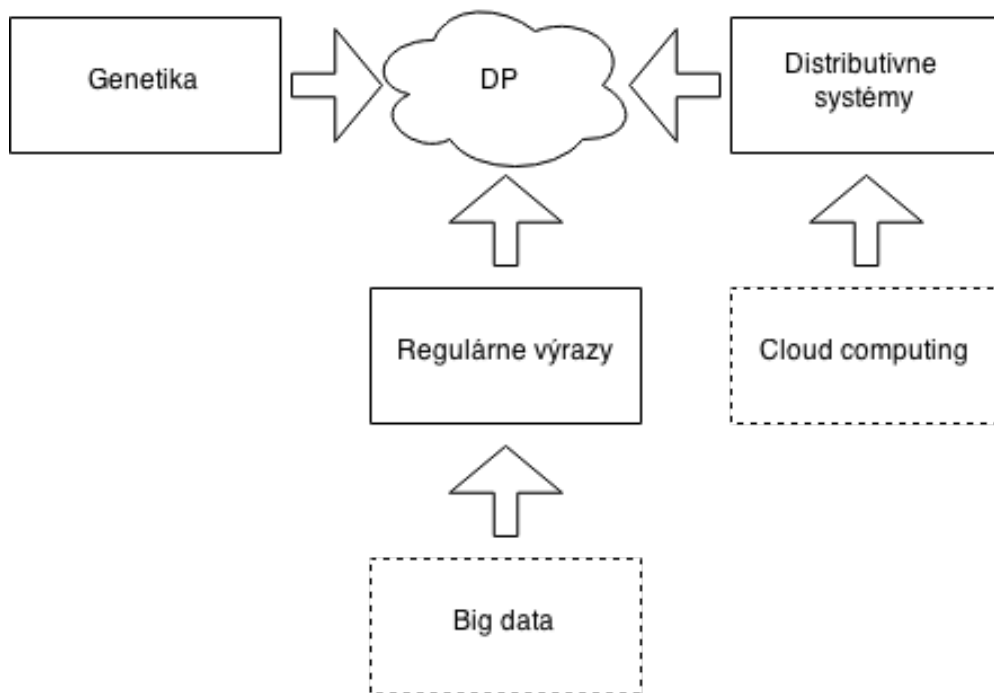 Genetika
DP
Distributívne
systémy
Regulárne výrazy
Cloud computing
Big data